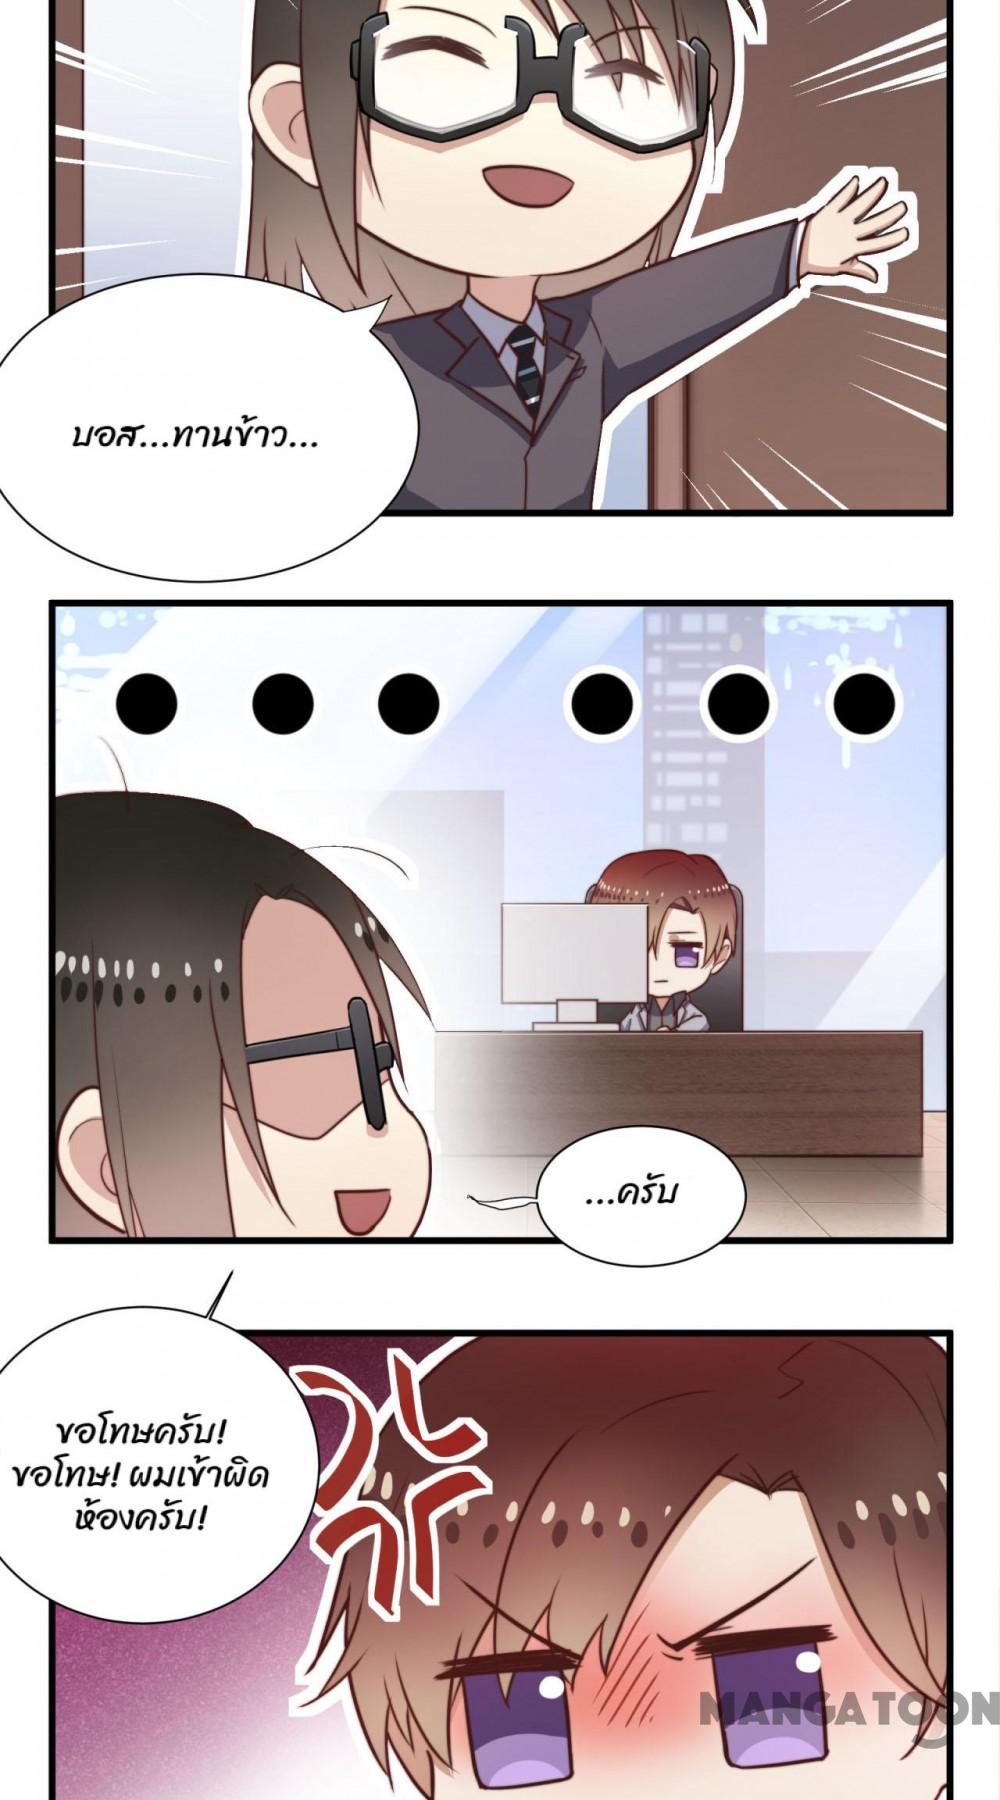 บอส...ทานข้าว...
...ครับ
ขอโทษครับ!
ขอโทษ! ผมเข้าผิด
ห้องครับ!
MANGATOON